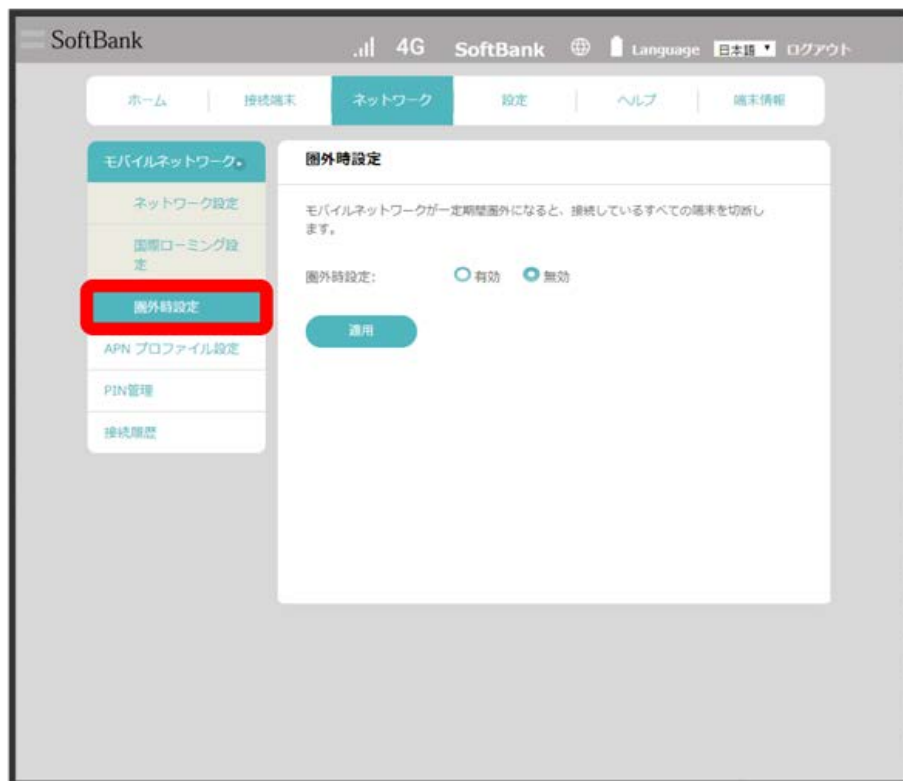 SoftBank
4G SoftBank Language 日本語 ログアウト
ホーム 接続端末 ネットワーク 設定 ヘルプ 端末情報
モバイルネットワーク
ネットワーク設定
国際ローミング設
定
圏外時設定
APN プロファイル設定
PIN管理
接続履歴
圏外時設定
モバイルネットワークが一定期間圏外になると、接続しているすべての端末を切断し
ます。
圏外時設定: 有効 無効
適用